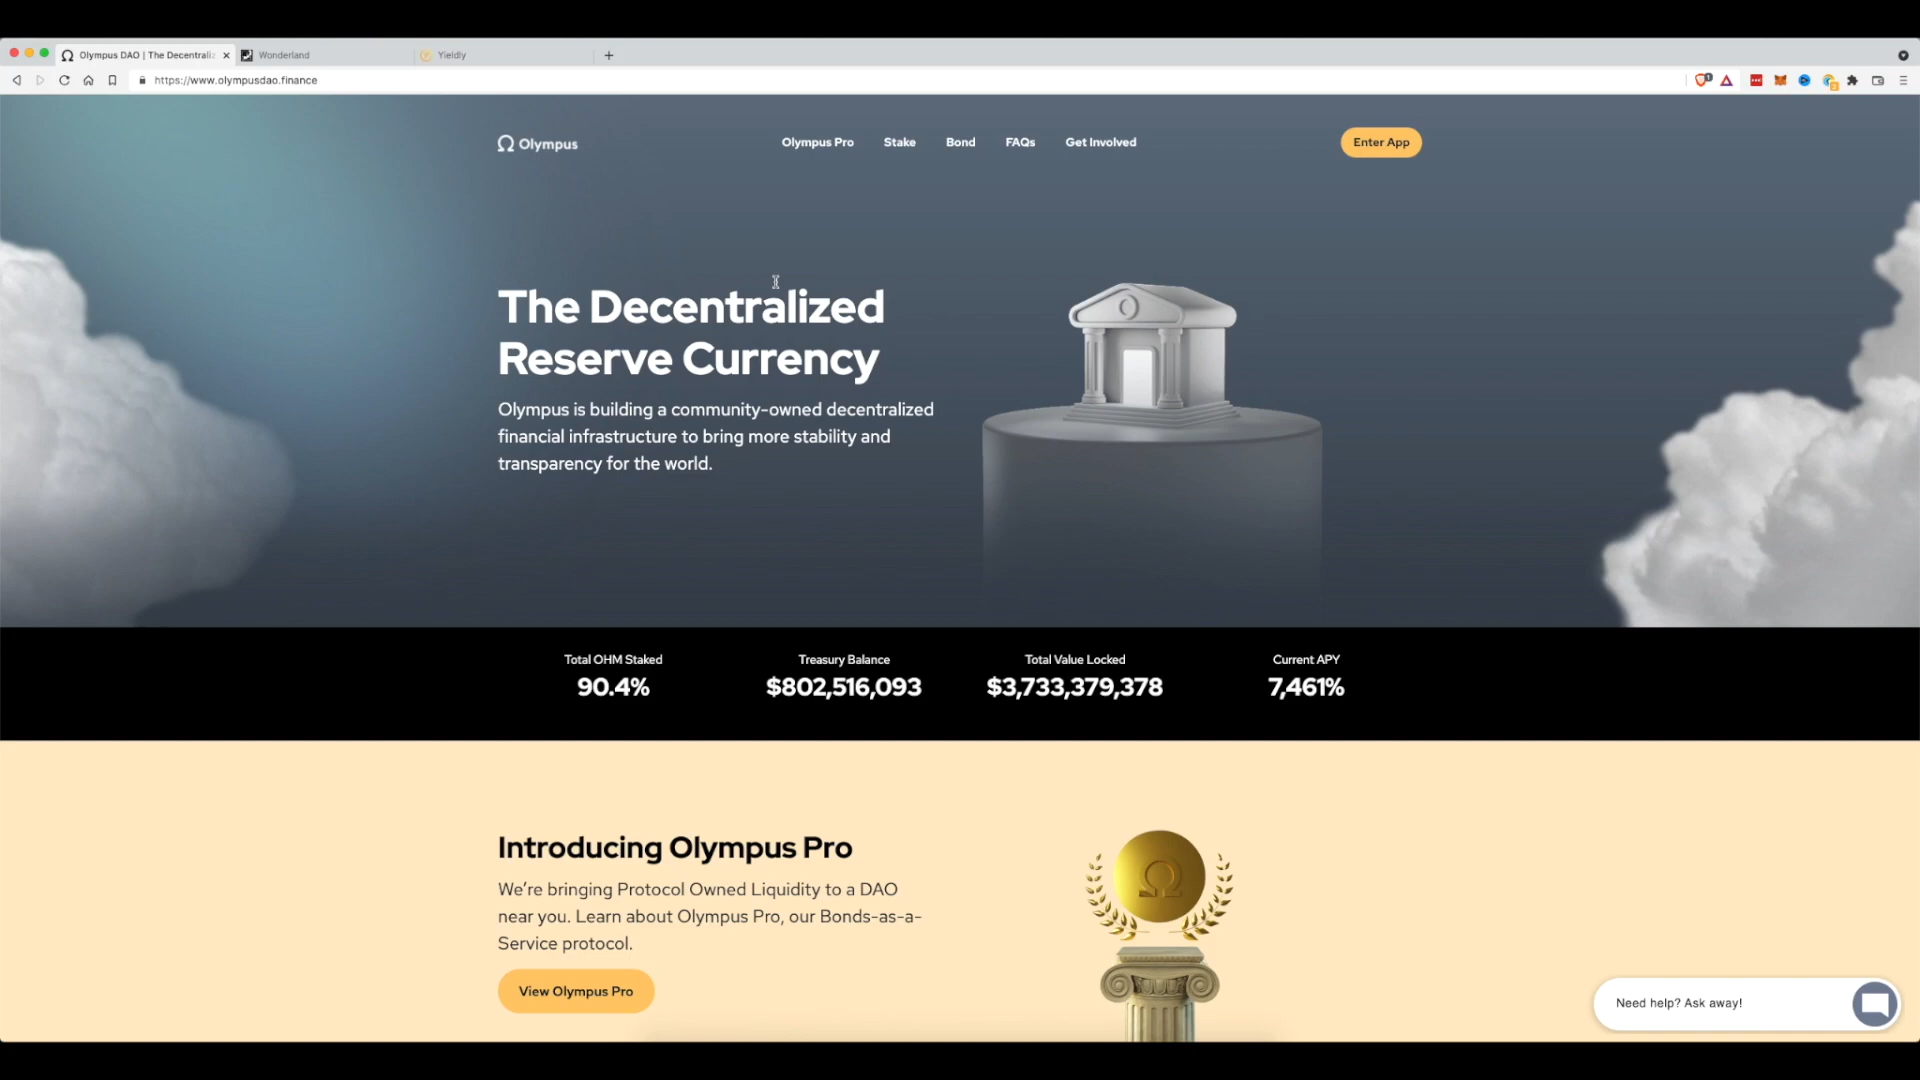 Olympus DAO | The Decentraliz
Wonderland
Yieldly
https://www.olympusdao.finance
Olympus
Olympus Pro
Stake
Bond
FAQs
Get Involved
Enter App
The Decentralized
Reserve Currency
Olympus is building a community-owned decentralized
financial infrastructure to bring more stability and
transparency for the world.
Total OHM Staked
90.4%
Treasury Balance
$802,516,093
Total Value Locked
$3,733,379,378
Current APY
7,461%
Introducing Olympus Pro
We’re bringing Protocol Owned Liquidity to a DAO
near you. Learn about Olympus Pro, our Bonds-as-a-
Service protocol.
View Olympus Pro
Need help? Ask away!